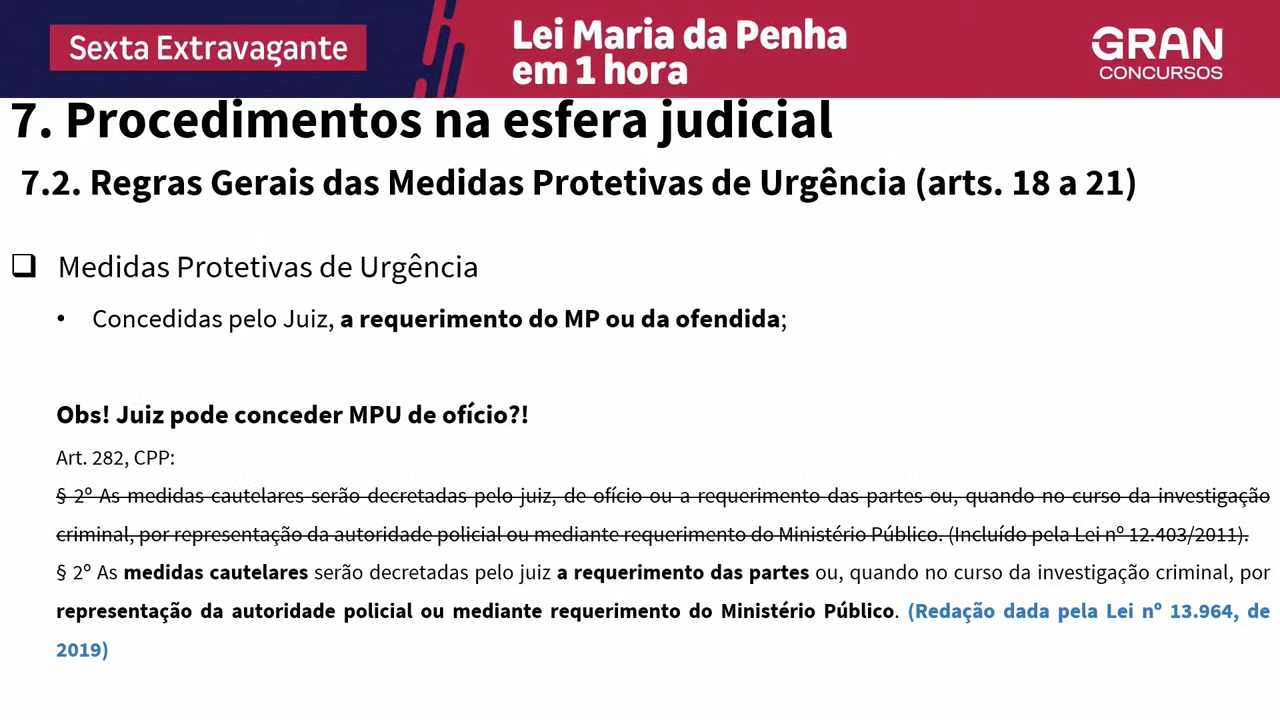 Sexta Extravagante
Lei Maria da Penha
em 1 hora
GRAN
CONCURSOS
7. Procedimentos na esfera judicial
7.2. Regras Gerais das Medidas Protetivas de Urgência (arts. 18 a 21)
❑ Medidas Protetivas de Urgência
• Concedidas pelo Juiz, a requerimento do MP ou da ofendida;
Obs! Juiz pode conceder MPU de ofício?!
Art. 282, CPP:
§ 2º As medidas cautelares serão decretadas pelo juiz, de ofício ou a requerimento das partes ou, quando no curso da investigação
criminal, por representação da autoridade policial ou mediante requerimento do Ministério Público. (Incluído pela Lei nº 12.403/2011).
§ 2º As medidas cautelares serão decretadas pelo juiz a requerimento das partes ou, quando no curso da investigação criminal, por
representação da autoridade policial ou mediante requerimento do Ministério Público. (Redação dada pela Lei nº 13.964, de
2019)